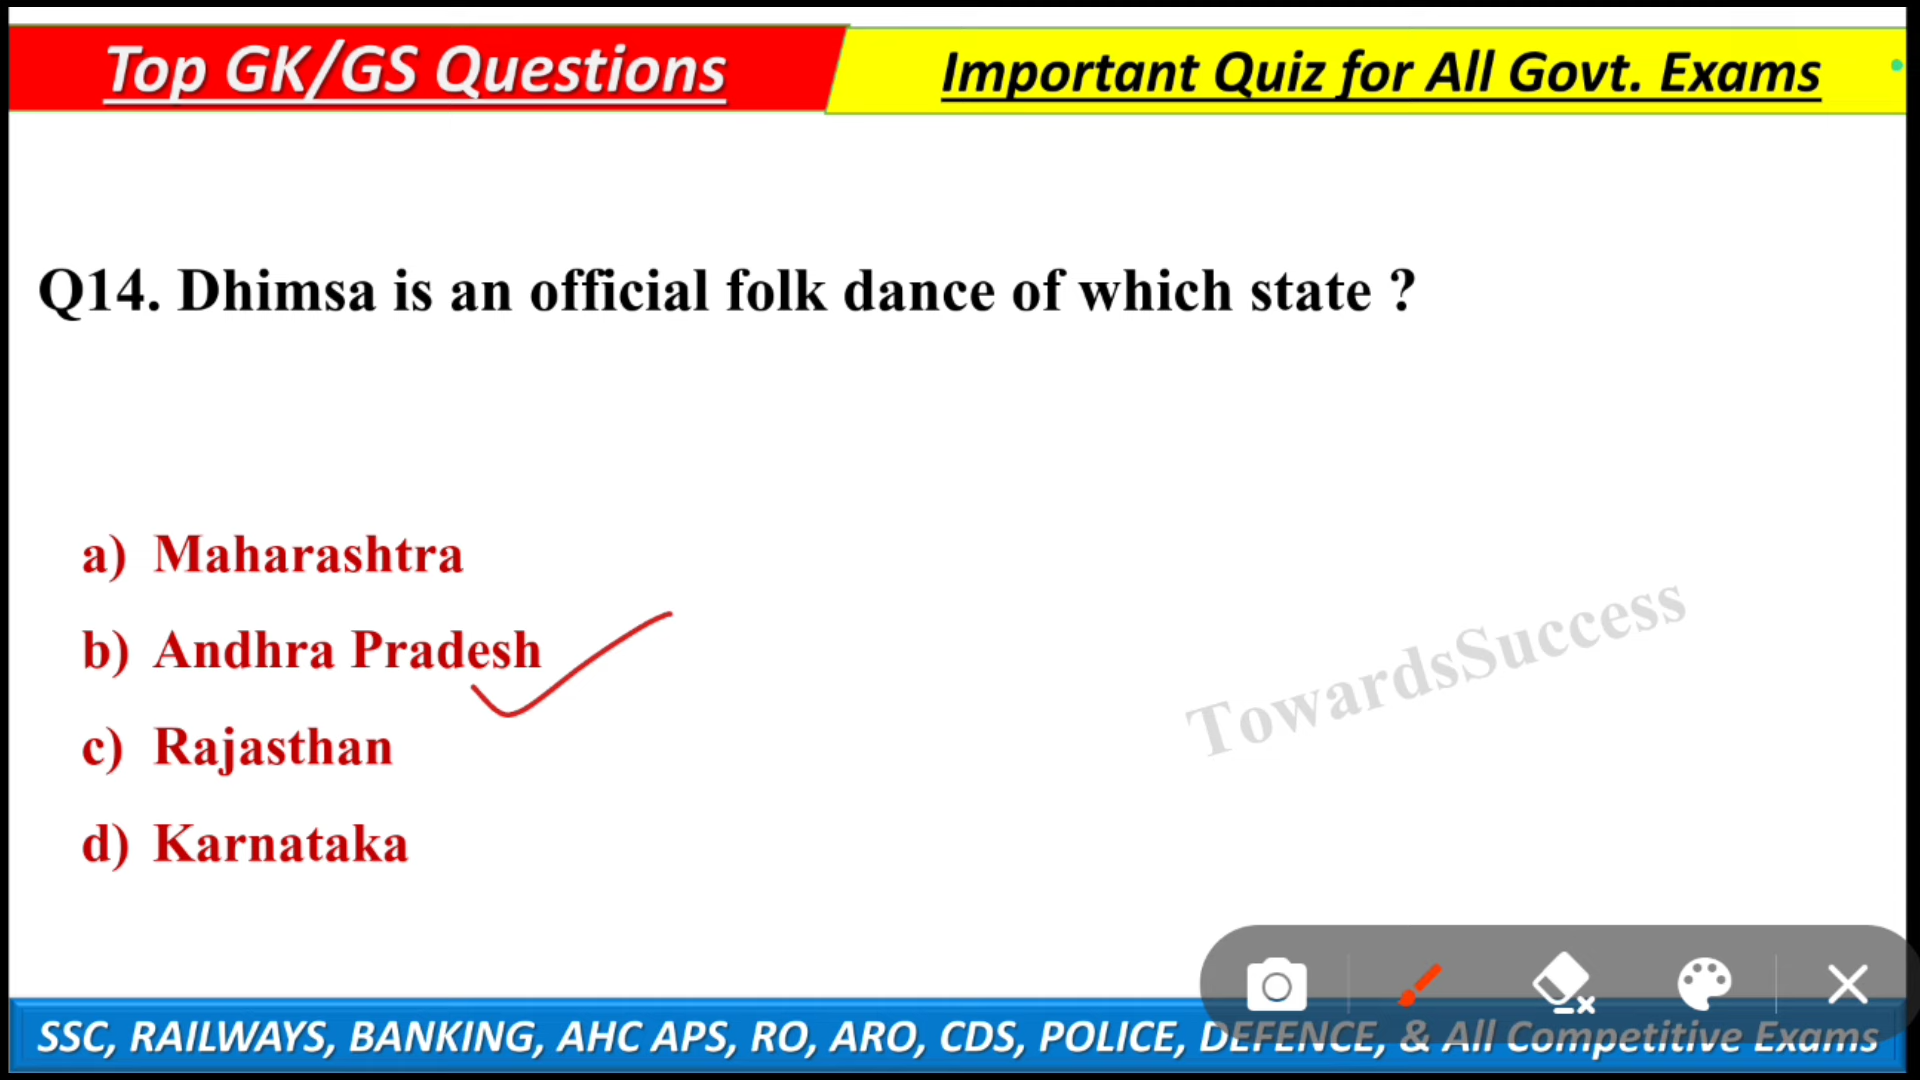 Top GK/GS Questions
Important Quiz for All Govt. Exams
Q14. Dhimsa is an official folk dance of which state ?
a) Maharashtra
b) Andhra Pradesh
c) Rajasthan
d) Karnataka
TowardsSuccess
SSC, RAILWAYS, BANKING, AHC APS, RO, ARO, CDS, POLICE, DEFENCE, & All Competitive Exams